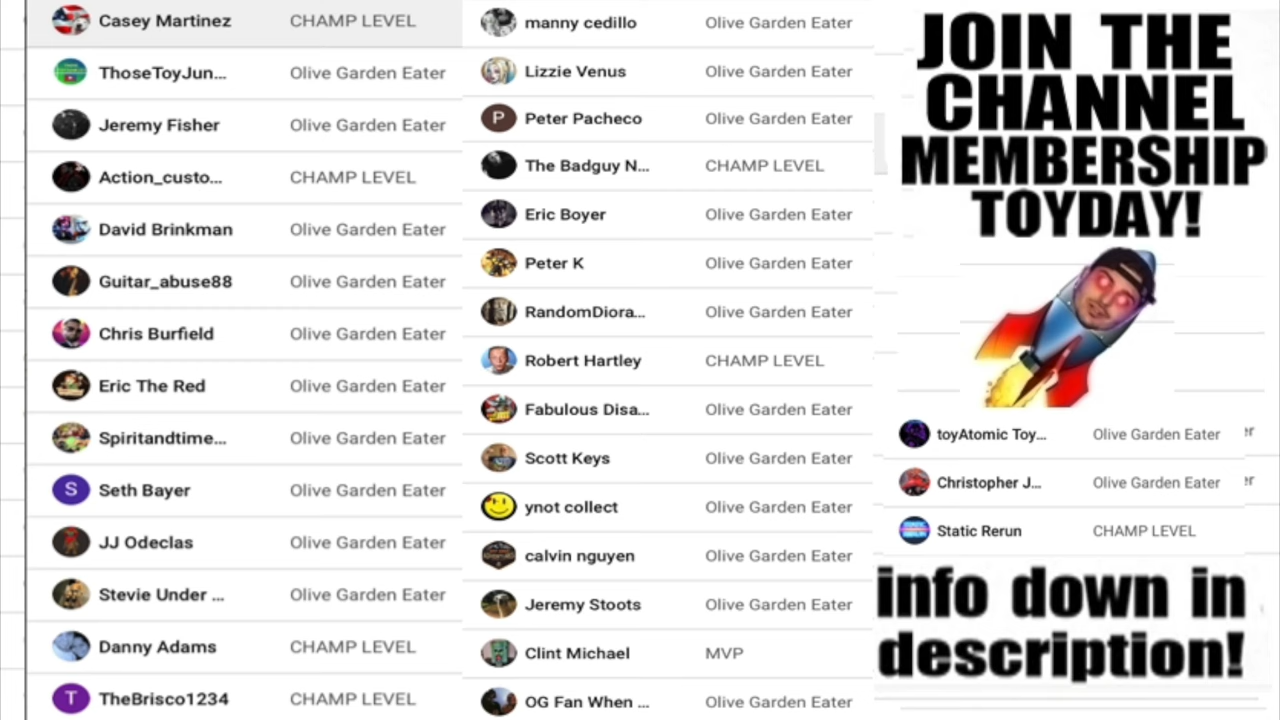 Casey Martinez CHAMP LEVEL
ThoseToyJun... Olive Garden Eater
Jeremy Fisher Olive Garden Eater
Action_custo... CHAMP LEVEL
David Brinkman Olive Garden Eater
Guitar_abuse88 Olive Garden Eater
Chris Burfield Olive Garden Eater
Eric The Red Olive Garden Eater
Spiritandtime... Olive Garden Eater
S Seth Bayer Olive Garden Eater
JJ Odeclas Olive Garden Eater
Stevie Under ... Olive Garden Eater
Danny Adams CHAMP LEVEL
T TheBrisco1234 CHAMP LEVEL
manny cedillo Olive Garden Eater
Lizzie Venus Olive Garden Eater
P Peter Pacheco Olive Garden Eater
The Badguy N... CHAMP LEVEL
Eric Boyer Olive Garden Eater
Peter K Olive Garden Eater
RandomDiora... Olive Garden Eater
Robert Hartley CHAMP LEVEL
Fabulous Disa... Olive Garden Eater
Scott Keys Olive Garden Eater
ynot collect Olive Garden Eater
calvin nguyen Olive Garden Eater
Jeremy Stoots Olive Garden Eater
Clint Michael MVP
OG Fan When ... Olive Garden Eater
JOIN THE
CHANNEL
MEMBERSHIP
TOYDAY!
toyAtomic Toy... Olive Garden Eater er
Christopher J... Olive Garden Eater er
Static Rerun CHAMP LEVEL
info down in
description!